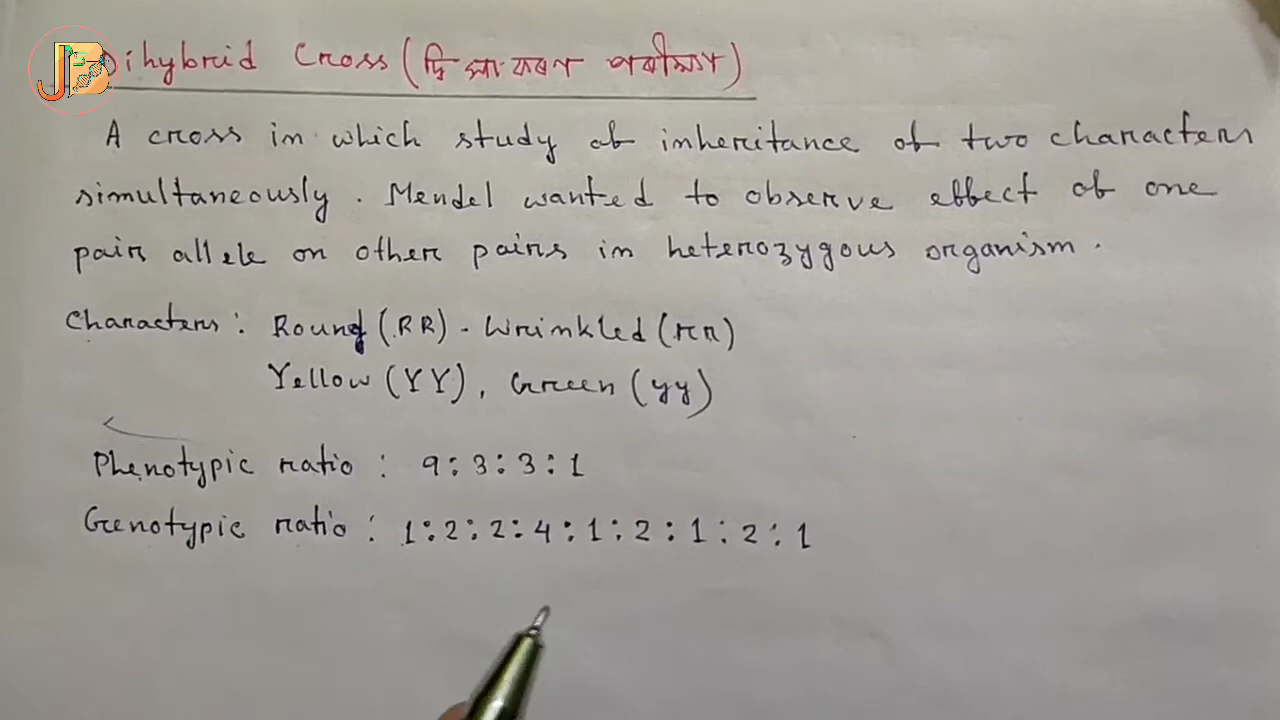 Dihybrid Cross (দ্বি সংকরণ পৰীক্ষণ)
A cross in which study of inheritance of two characters
simultaneously. Mendel wanted to observe effect of one
pair allele on other pairs in heterozygous organism.
Characters: Round (RR) - Wrinkled (rr)
Yellow (YY), Green (yy)
Phenotypic ratio : 9:3:3:1
Genotypic ratio : 1:2:2:4:1:2:1:2:1